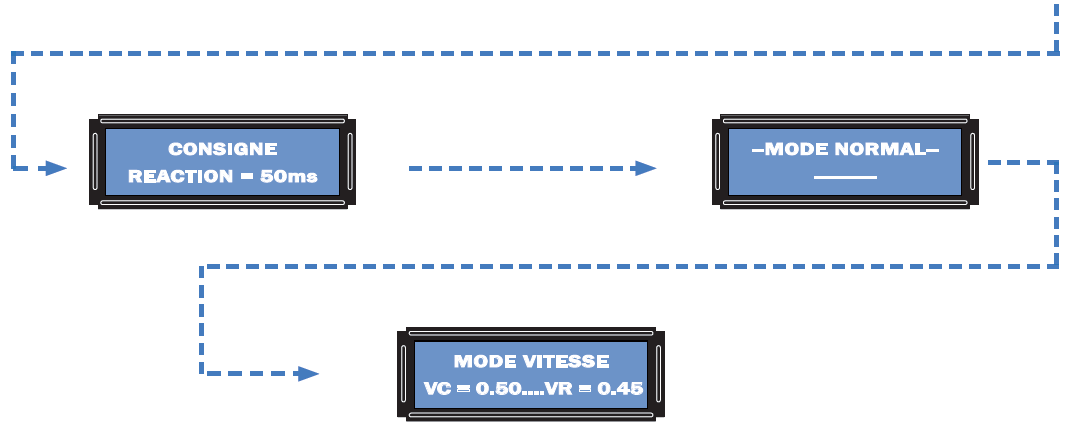 CONSIGNE
REACTION = 50ms
–MODE NORMAL–
MODE VITESSE
VC = 0.50....VR = 0.45